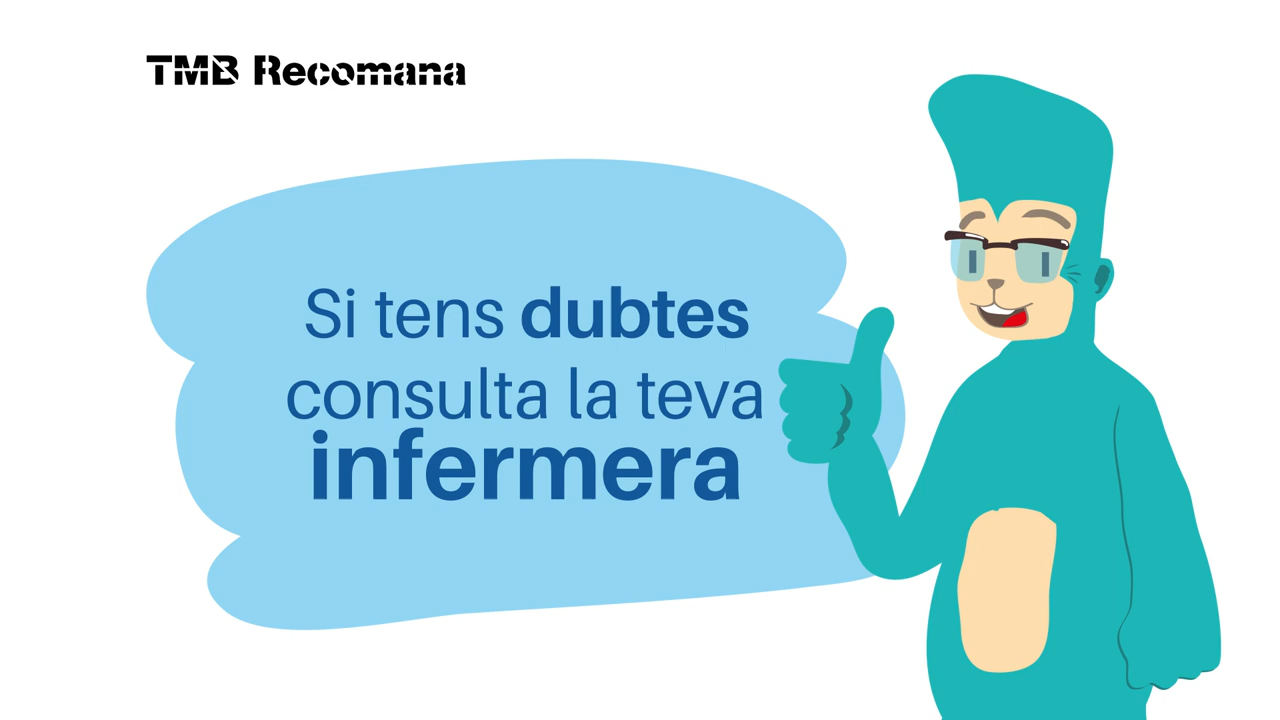 TMB Recomana
Si tens dubtes
consulta la teva
infermera